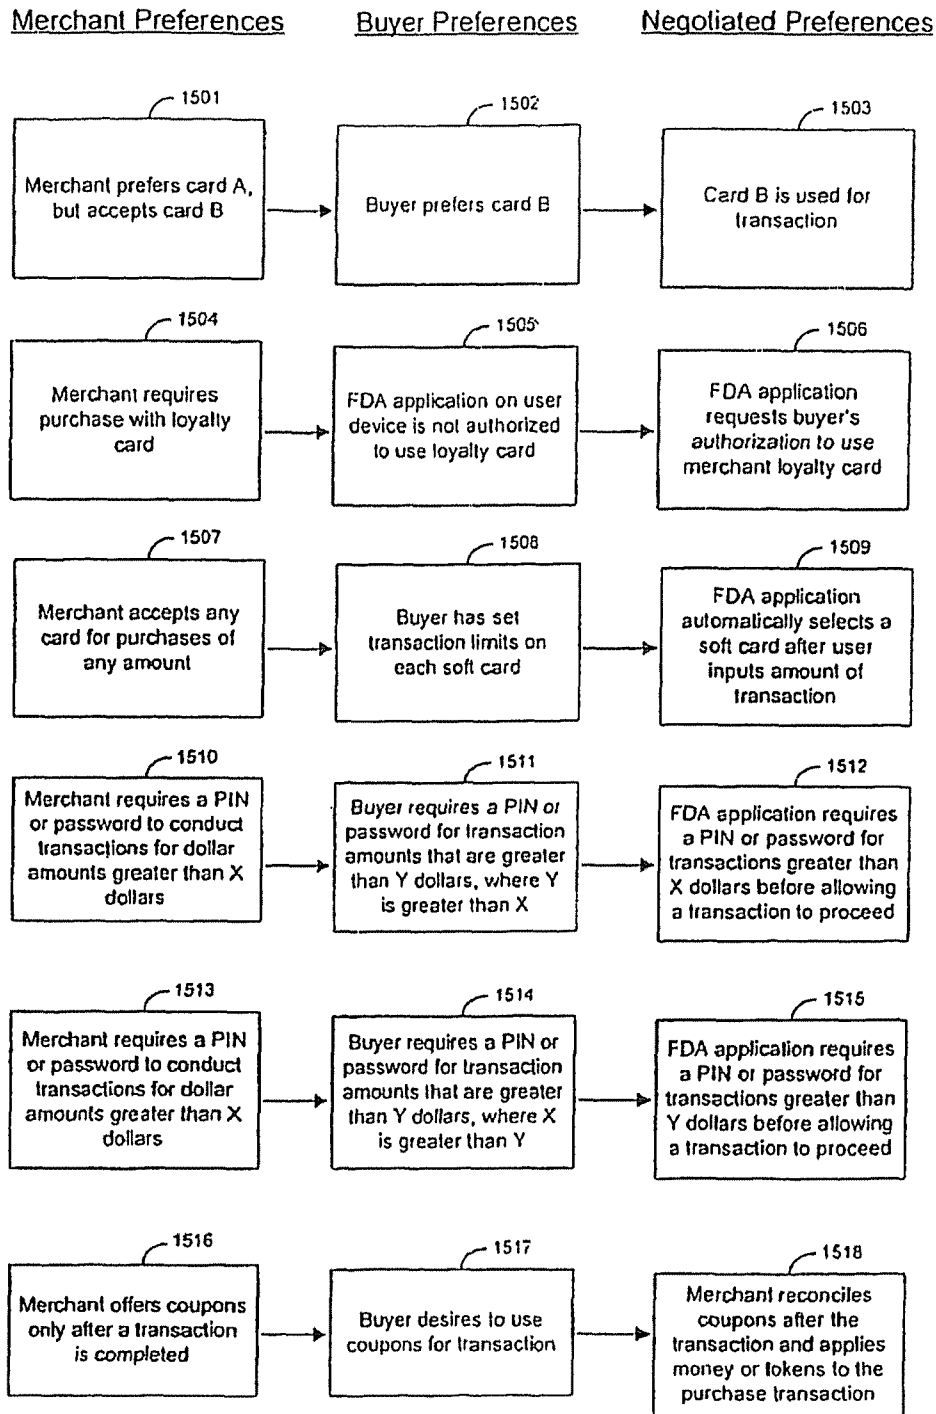 Merchant Preferences
Buyer Preferences
Negotiated Preferences
1501
Merchant prefers card A,
but accepts card B
1502
Buyer prefers card B
1503
Card B is used for
transaction
1504
Merchant requires
purchase with loyalty
card
1505
FDA application on user
device is not authorized
to use loyalty card
1506
FDA application
requests buyer's
authorization to use
merchant loyalty card
1507
Merchant accepts any
card for purchases of
any amount
1508
Buyer has set
transaction limits on
each soft card
1509
FDA application
automatically selects a
soft card after user
inputs amount of
transaction
1510
Merchant requires a PIN
or password to conduct
transactions for dollar
amounts greater than X
dollars
1511
Buyer requires a PIN or
password for transaction
amounts that are greater
than Y dollars, where Y
is greater than X
1512
FDA application requires
a PIN or password for
transactions greater than
X dollars before allowing
a transaction to proceed
1513
Merchant requires a PIN
or password to conduct
transactions for dollar
amounts greater than X
dollars
1514
Buyer requires a PIN or
password for transaction
amounts that are greater
than Y dollars, where X
is greater than Y
1515
FDA application requires
a PIN or password for
transactions greater than
Y dollars before allowing
a transaction to proceed
1516
Merchant offers coupons
only after a transaction
is completed
1517
Buyer desires to use
coupons for transaction
1518
Merchant reconciles
coupons after the
transaction and applies
money or tokens to the
purchase transaction